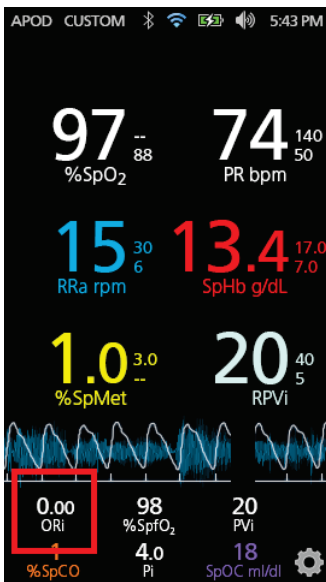 APOD CUSTOM 5:43 PM
97 -- 88 74 140 50
%SpO₂ PR bpm
15 30 6 13.4 17.0 7.0
RRa rpm SpHb g/dL
1.0 3.0 -- 20 40 5
%SpMet RPVi
0.00 98 20
ORi %SpfO₂ PVi
1 4.0 18
%SpCO Pi SpOC ml/dl